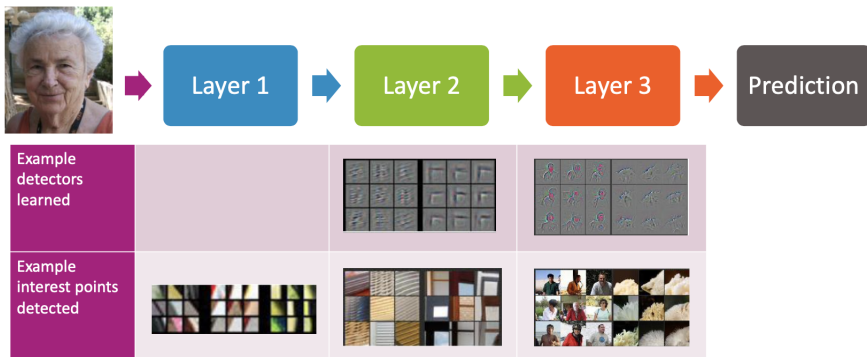 Layer 1
Layer 2
Layer 3
Prediction
Example
detectors
learned
Example
interest points
detected